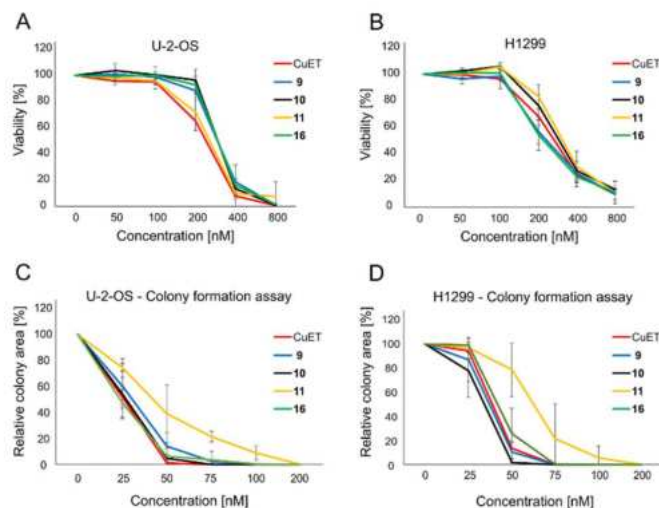 A
U-2-OS
Viability [%]
120
100
80
60
40
20
0
0 50 100 200 400 800
Concentration [nM]
CuET
9
10
11
16
B
H1299
Viability [%]
120
100
80
60
40
20
0
0 50 100 200 400 800
Concentration [nM]
CuET
9
10
11
16
C
U-2-OS - Colony formation assay
Relative colony area [%]
120
100
80
60
40
20
0
0 25 50 75 100 200
Concentration [nM]
CuET
9
10
11
16
D
H1299 - Colony formation assay
Relative colony area [%]
120
100
80
60
40
20
0
0 25 50 75 100 200
Concentration [nM]
CuET
9
10
11
16